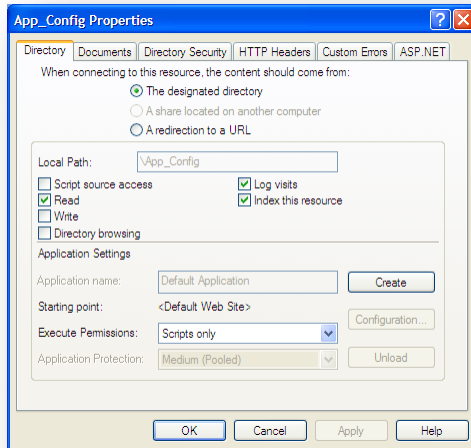 App_Config Properties
Directory Documents Directory Security HTTP Headers Custom Errors ASP.NET
When connecting to this resource, the content should come from:
The designated directory
A share located on another computer
A redirection to a URL
Local Path: \App_Config
Script source access Log visits
Read Index this resource
Write
Directory browsing
Application Settings
Application name: Default Application Create
Starting point: <Default Web Site>
Configuration...
Execute Permissions: Scripts only
Application Protection: Medium (Pooled) Unload
OK Cancel Apply Help